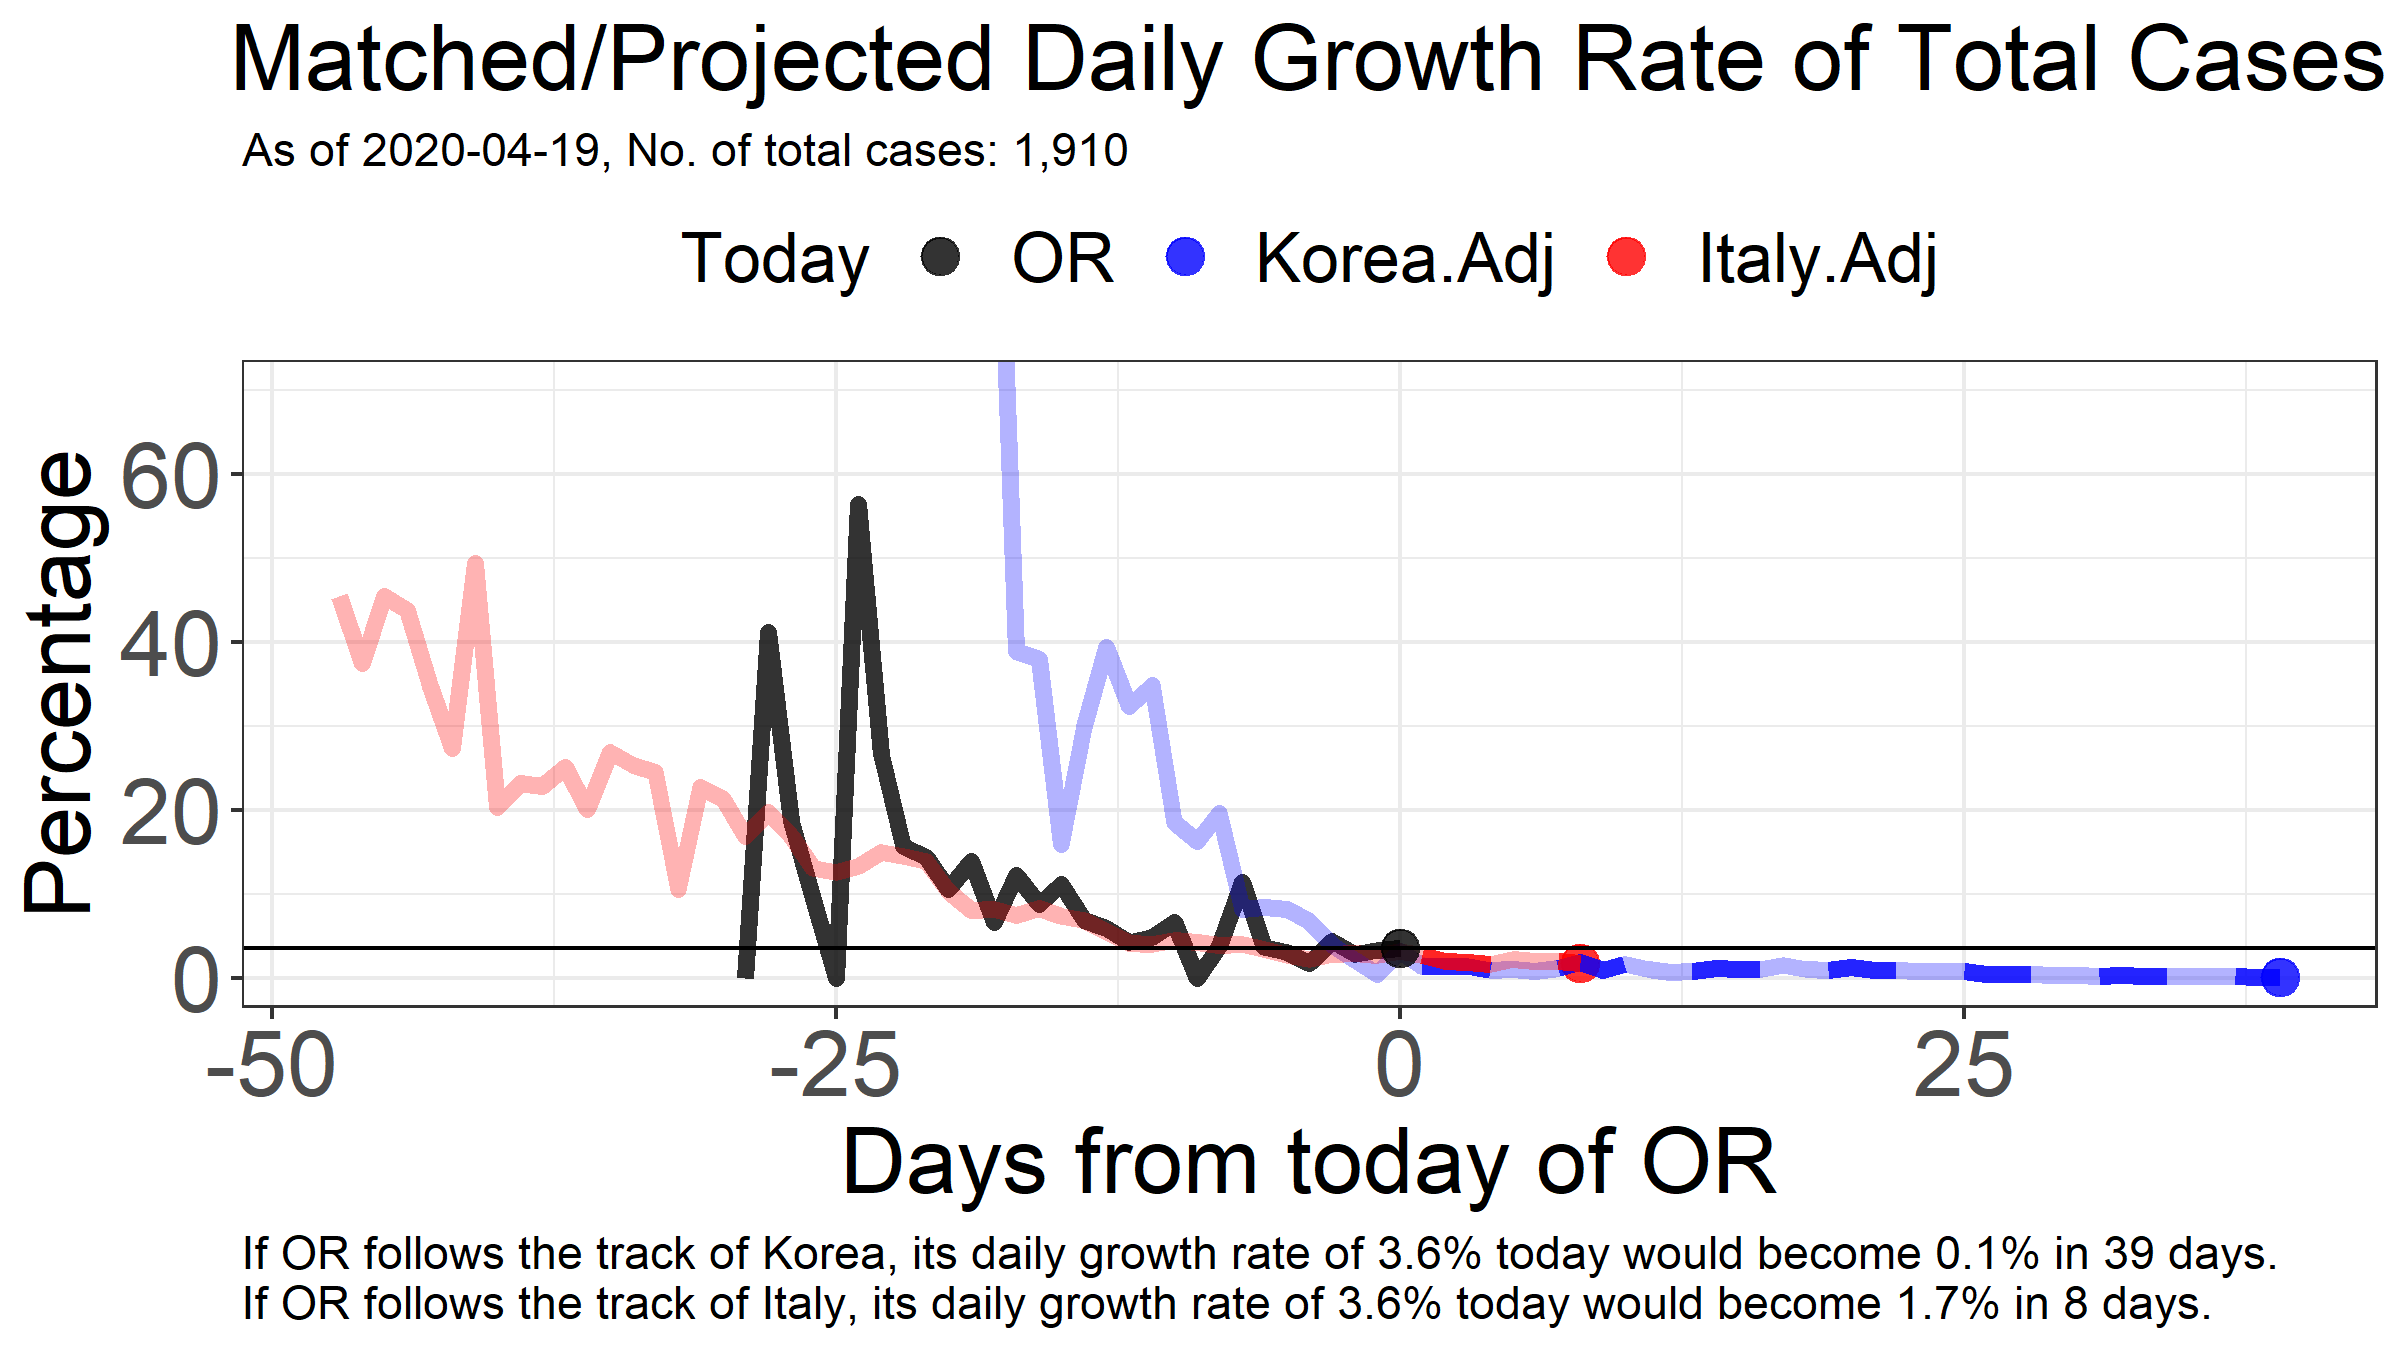 Matched/Projected Daily Growth Rate of Total Cases
As of 2020-04-19, No. of total cases: 1,910
Today OR Korea.Adj Italy.Adj
Percentage
60
40
20
0
-50 -25 0 25
Days from today of OR
If OR follows the track of Korea, its daily growth rate of 3.6% today would become 0.1% in 39 days.
If OR follows the track of Italy, its daily growth rate of 3.6% today would become 1.7% in 8 days.